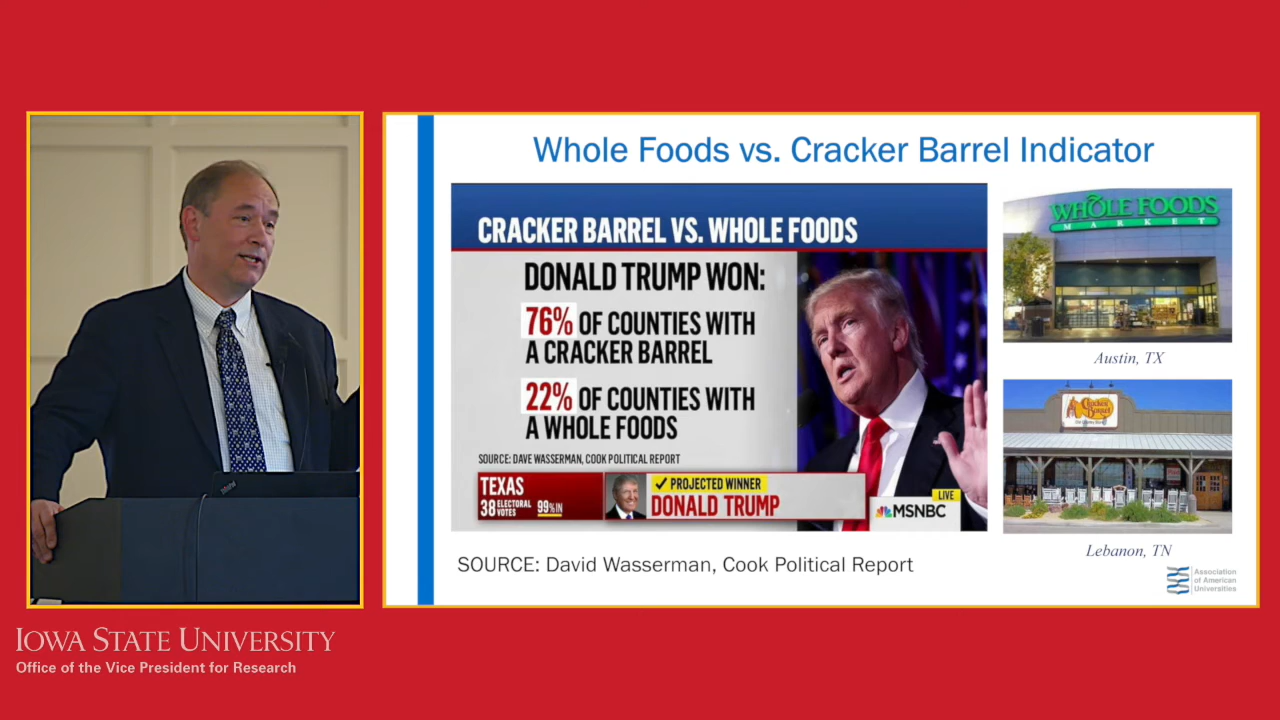 Whole Foods vs. Cracker Barrel Indicator
CRACKER BARREL VS. WHOLE FOODS
DONALD TRUMP WON:
76% OF COUNTIES WITH
A CRACKER BARREL
22% OF COUNTIES WITH
A WHOLE FOODS
SOURCE: DAVE WASSERMAN, COOK POLITICAL REPORT
TEXAS
38 ELECTORAL VOTES 99% IN
✓ PROJECTED WINNER
DONALD TRUMP
LIVE
MSNBC
WHOLE FOODS
MARKET
Austin, TX
Cracker
Barrel
Lebanon, TN
SOURCE: David Wasserman, Cook Political Report
Association
of American
Universities
ThinkPad
IOWA STATE UNIVERSITY
Office of the Vice President for Research